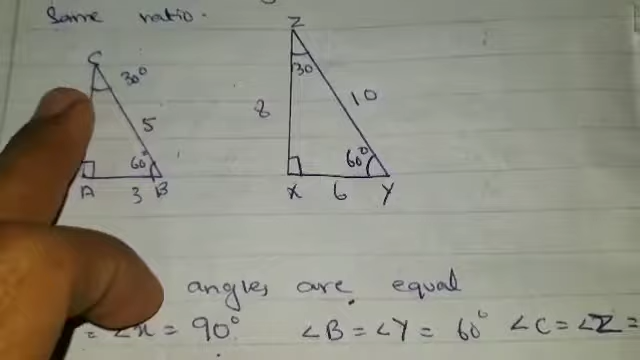 Same ratio.
Z
C 30° 30
8 5 10
60° 60°
A 3 B X 6 Y
angles are equal
= ∠x = 90° ∠B = ∠Y = 60° ∠C = ∠Z =